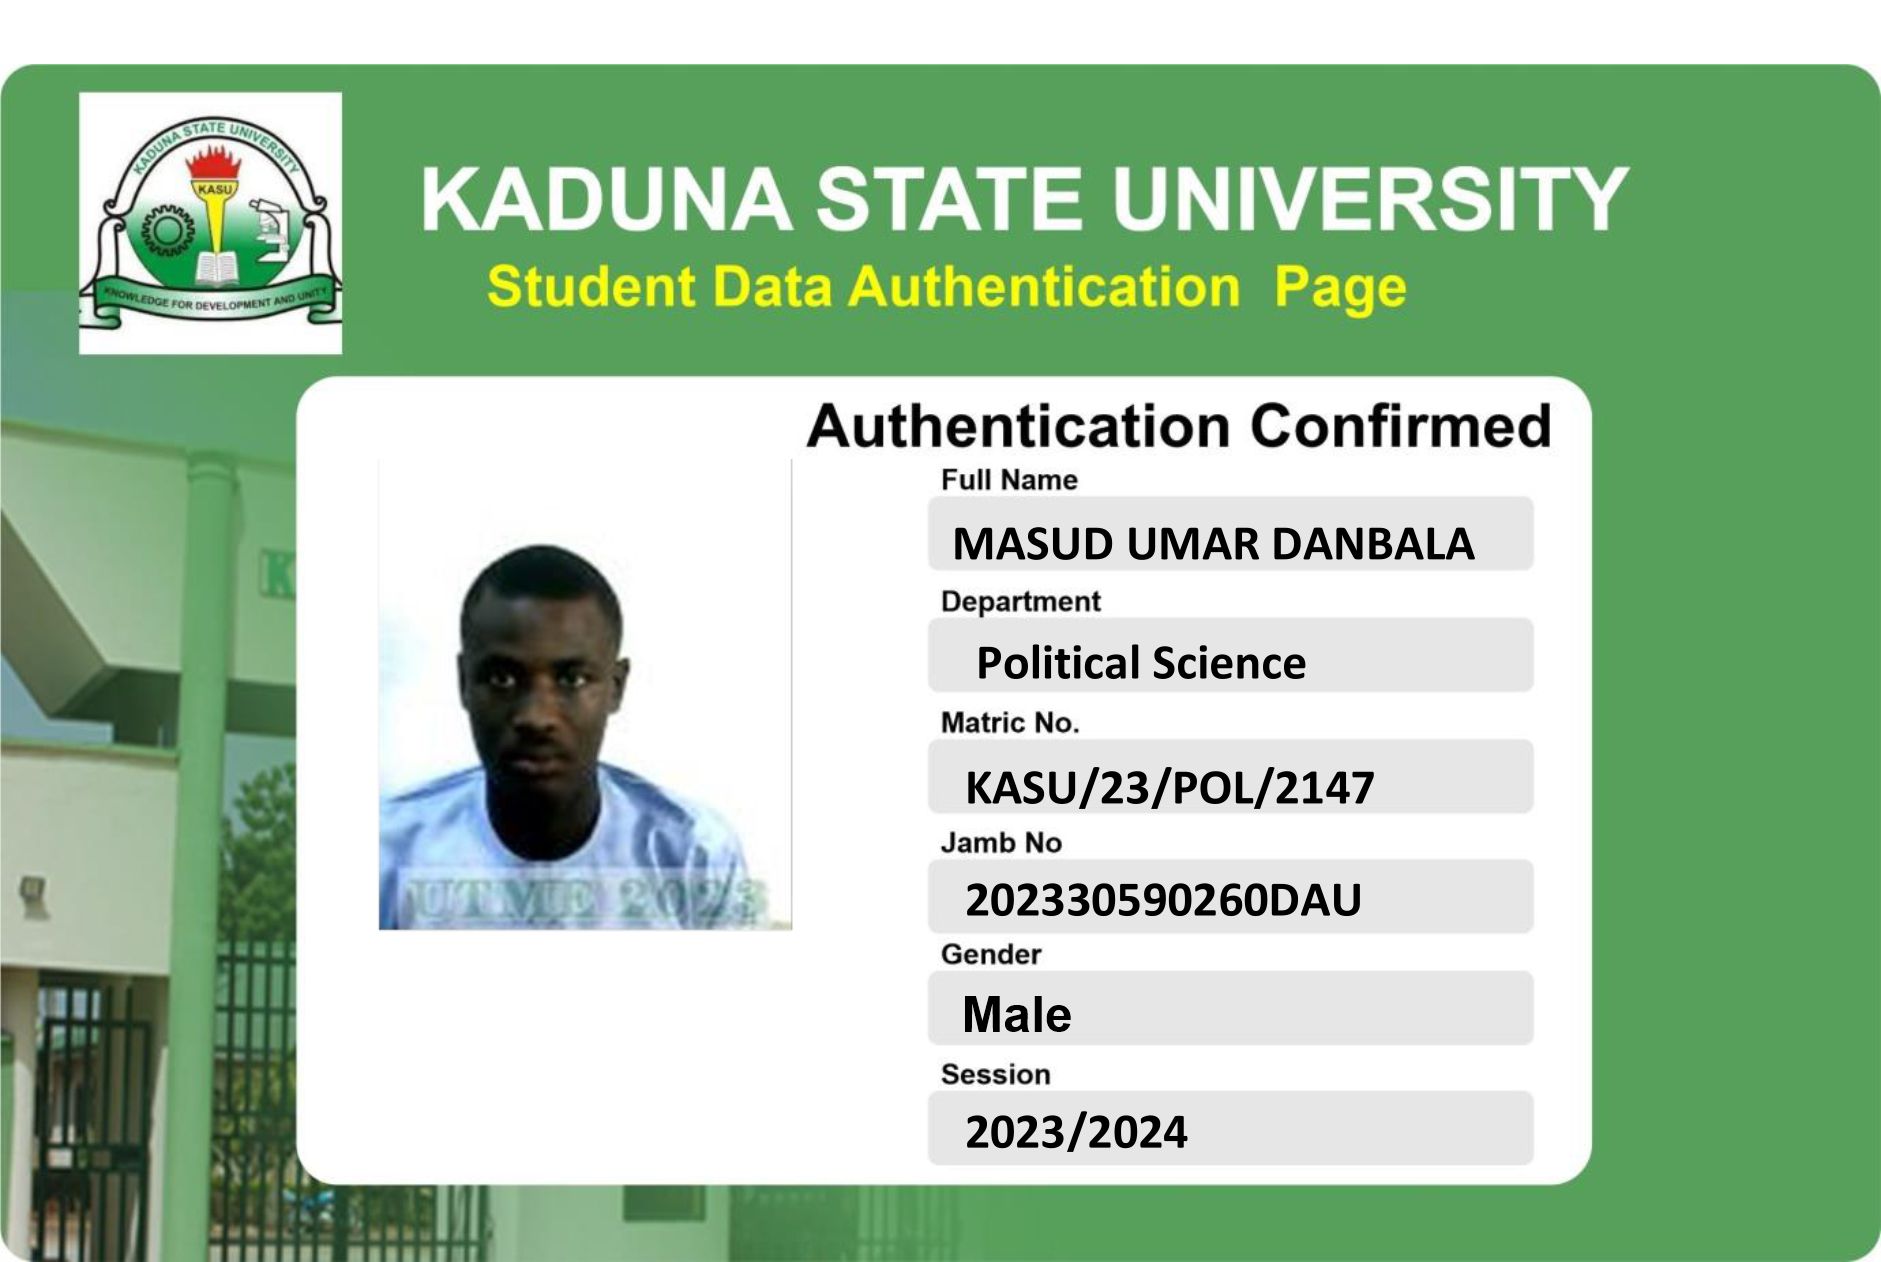 KADUNA STATE UNIVERSITY
KASU
KNOWLEDGE FOR DEVELOPMENT AND UNITY
KADUNA STATE UNIVERSITY
Student Data Authentication Page
Authentication Confirmed
Full Name
MASUD UMAR DANBALA
Department
Political Science
Matric No.
KASU/23/POL/2147
Jamb No
202330590260DAU
Gender
Male
Session
2023/2024
UTME 2023
K